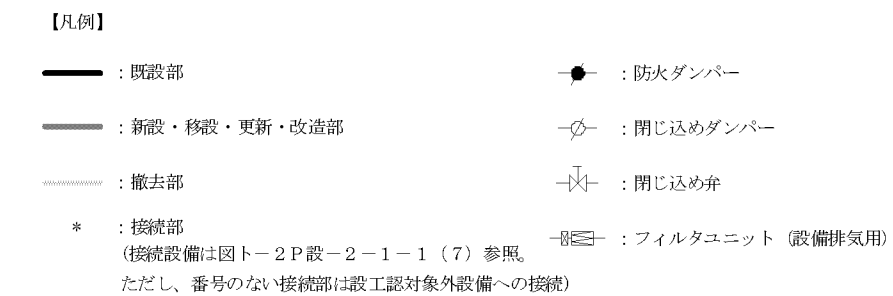 【凡例】
：既設部
：防火ダンパー
：新設・移設・更新・改造部
：閉じ込めダンパー
：撤去部
：閉じ込め弁
* ：接続部
(接続設備は図ト－２Ｐ設－２－１－１（７）参照。
：フィルタユニット（設備排気用）
ただし、番号のない接続部は設工認対象外設備への接続）